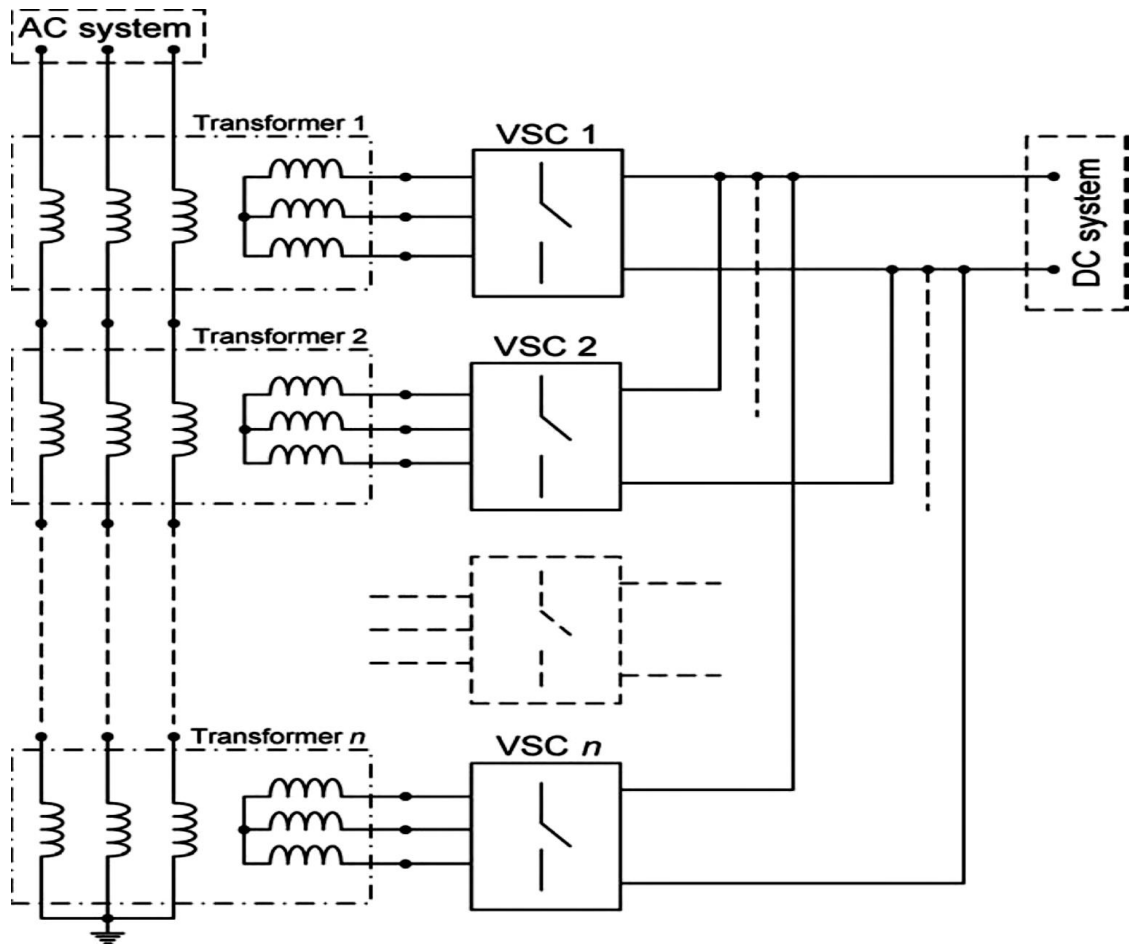 AC system
Transformer 1
VSC 1
DC system
Transformer 2
VSC 2
Transformer n
VSC n